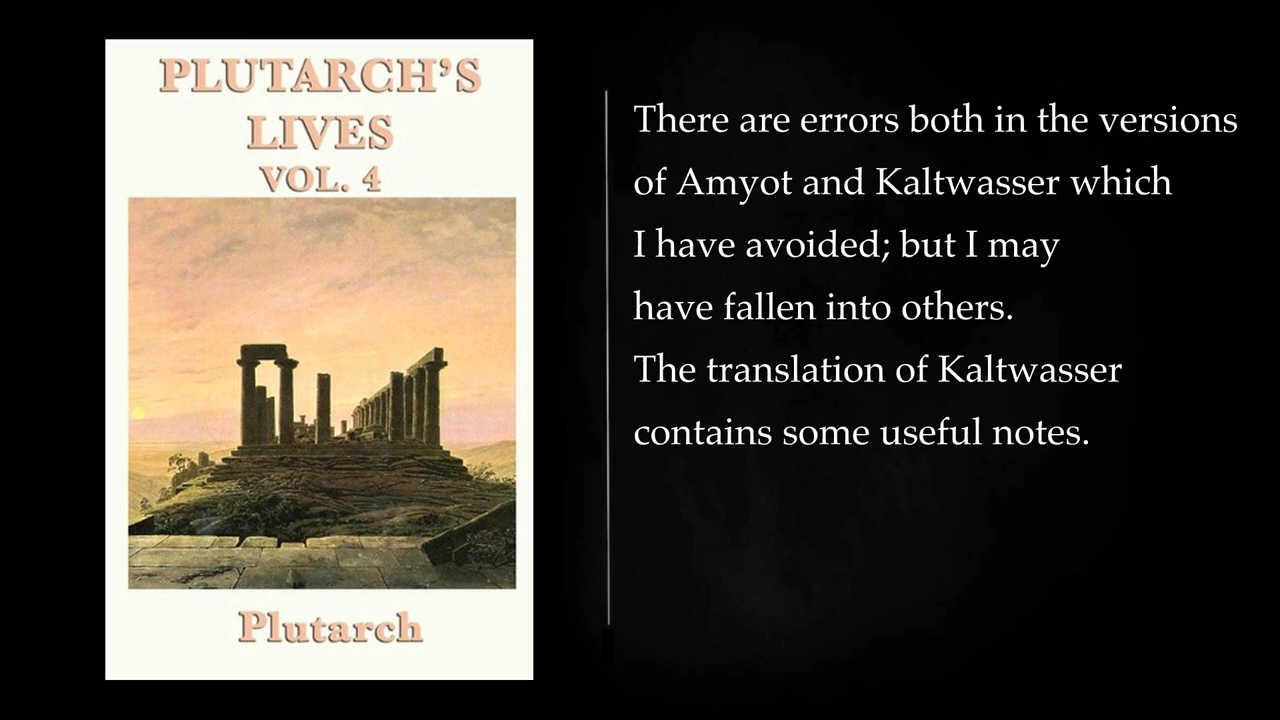 PLUTARCH'S
LIVES
VOL. 4
Plutarch
There are errors both in the versions
of Amyot and Kaltwasser which
I have avoided; but I may
have fallen into others.
The translation of Kaltwasser
contains some useful notes.